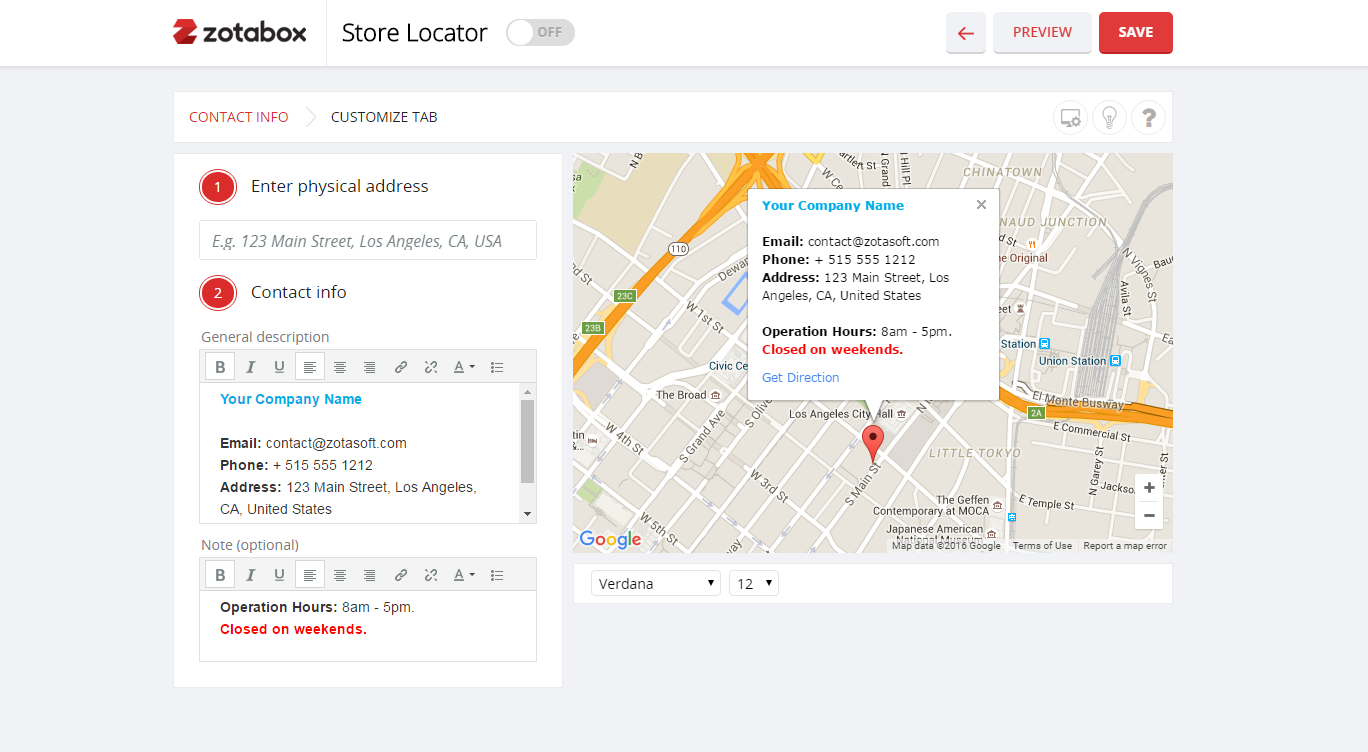 zotabox
Store Locator
OFF
PREVIEW
SAVE
CONTACT INFO
CUSTOMIZE TAB
?
1
Enter physical address
E.g. 123 Main Street, Los Angeles, CA, USA
2
Contact info
General description
B I U A
Your Company Name
Email: contact@zotasoft.com
Phone: + 515 555 1212
Address: 123 Main Street, Los Angeles,
CA, United States
Note (optional)
B I U A
Operation Hours: 8am - 5pm.
Closed on weekends.
Your Company Name
Email: contact@zotasoft.com
Phone: + 515 555 1212
Address: 123 Main Street, Los
Angeles, CA, United States
Operation Hours: 8am - 5pm.
Closed on weekends.
Get Direction
CHINATOWN
NAUD JUNCTION
he Original
110
23C
23B
W 1st St
Civic Ce
The Broad
S Grand Ave
W 4th St
W 3rd St
W 5th St
Los Angeles City Hall
S Main St
LITTLE TOKYO
Station
Union Station
N Vignes St
Avila St
Bauc
El Monte Busway
2A
E Commercial St
N Garey St
Jackso
E Temple St
The Geffen
Contemporary at MOCA
Japanese American
National Museum
+
−
Google
Map data ©2016 Google
Terms of Use
Report a map error
Verdana
12